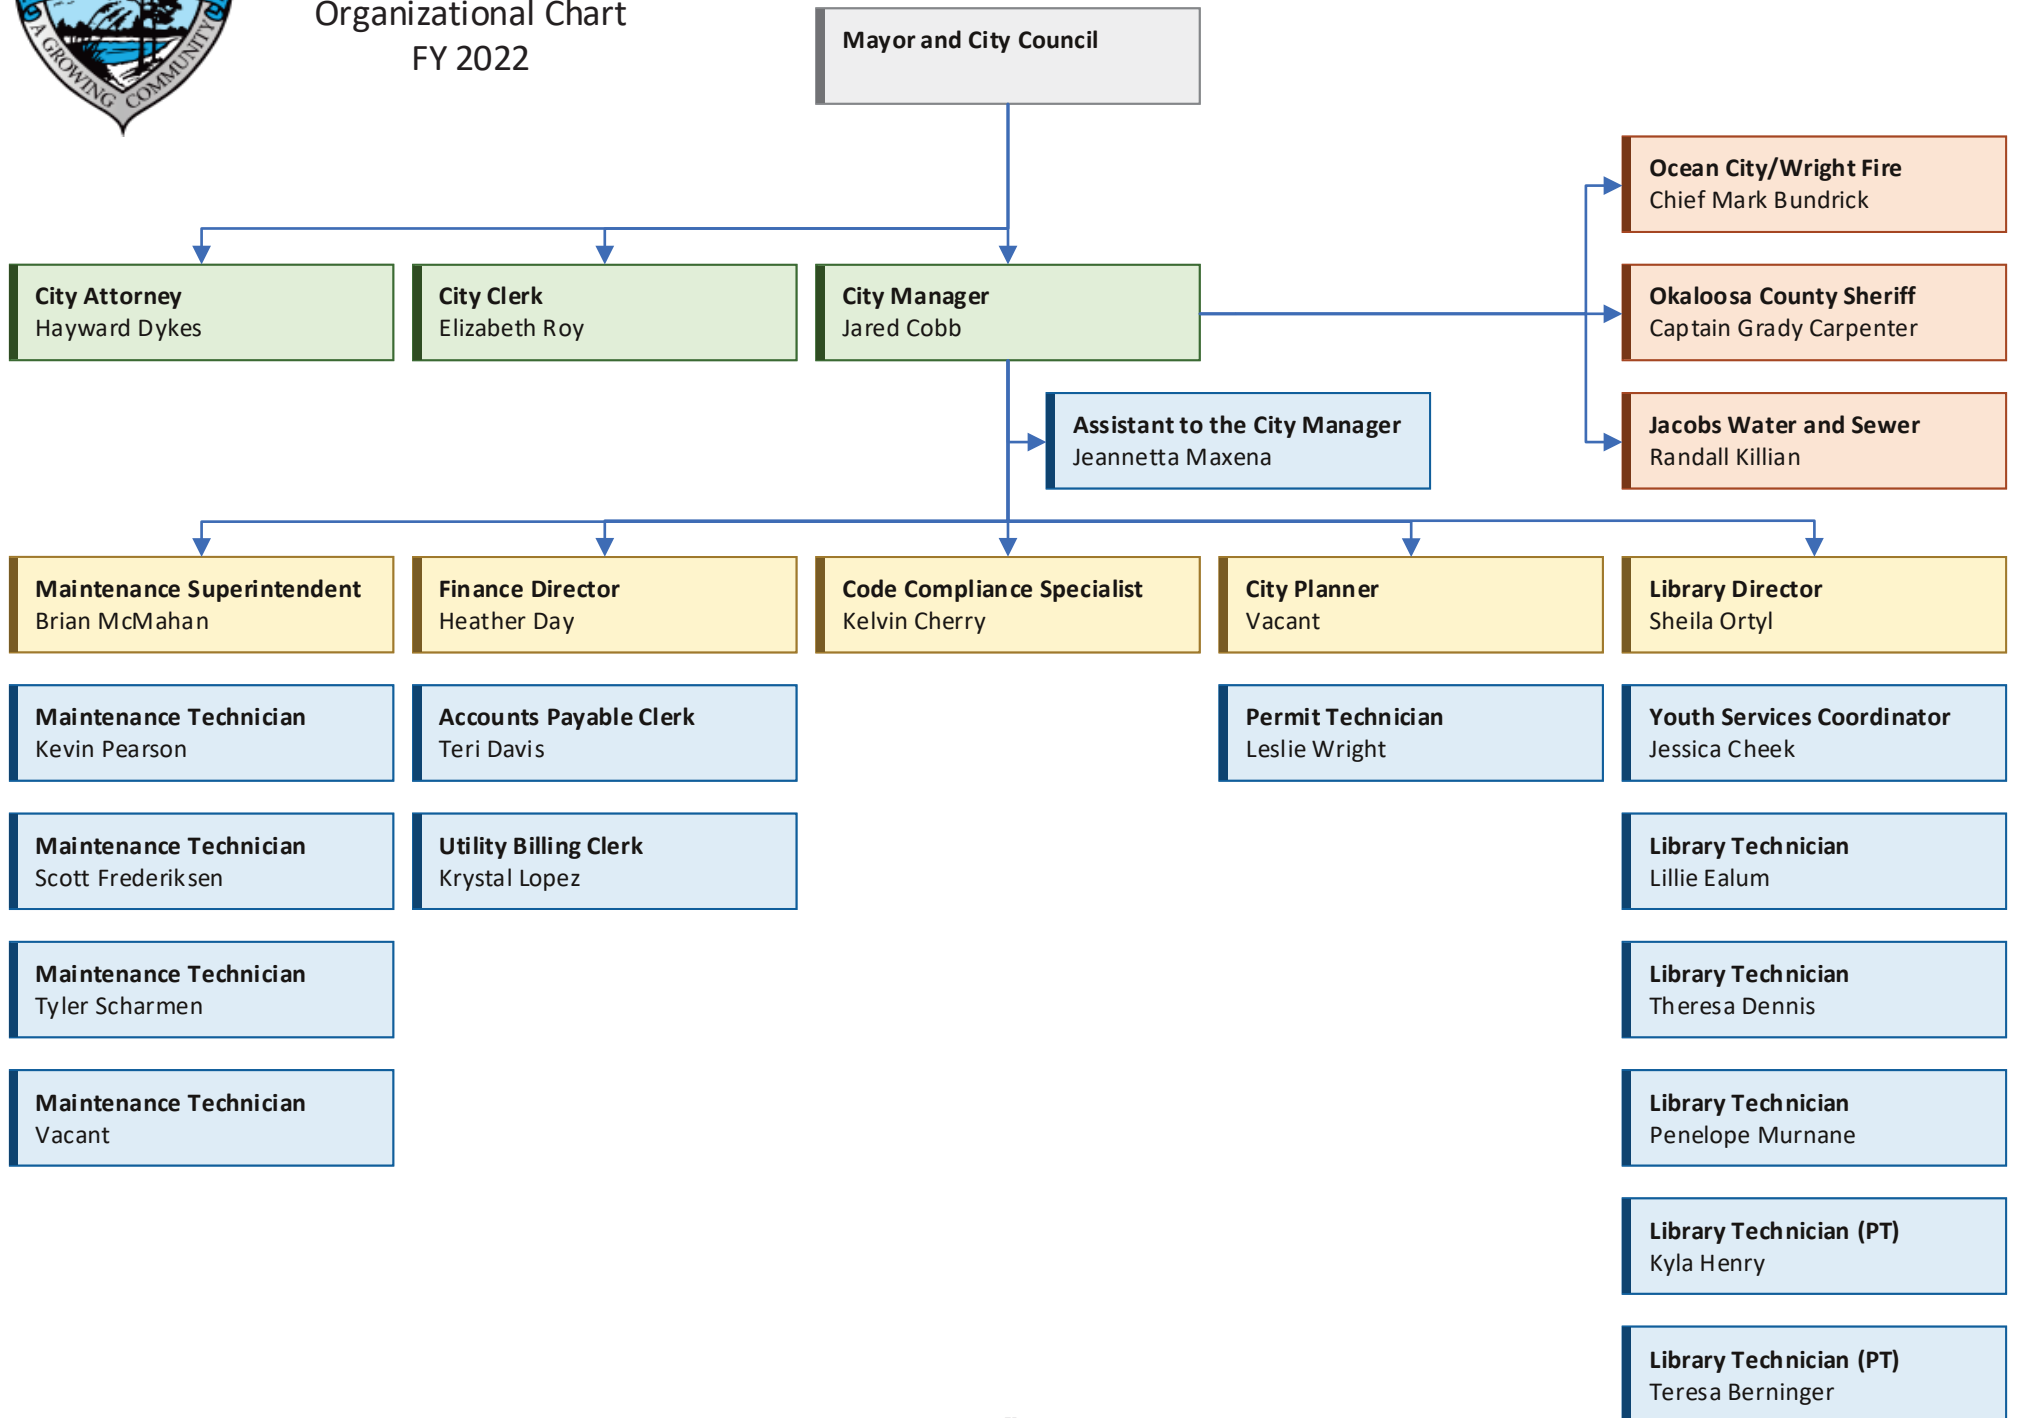 Organizational Chart
FY 2022
A GROWING COMMUNITY
Mayor and City Council
Ocean City/Wright Fire
Chief Mark Bundrick
City Attorney
Hayward Dykes
City Clerk
Elizabeth Roy
City Manager
Jared Cobb
Okaloosa County Sheriff
Captain Grady Carpenter
Assistant to the City Manager
Jeannetta Maxena
Jacobs Water and Sewer
Randall Killian
Maintenance Superintendent
Brian McMahan
Finance Director
Heather Day
Code Compliance Specialist
Kelvin Cherry
City Planner
Vacant
Library Director
Sheila Ortyl
Maintenance Technician
Kevin Pearson
Accounts Payable Clerk
Teri Davis
Permit Technician
Leslie Wright
Youth Services Coordinator
Jessica Cheek
Maintenance Technician
Scott Frederiksen
Utility Billing Clerk
Krystal Lopez
Library Technician
Lillie Ealum
Maintenance Technician
Tyler Scharmen
Library Technician
Theresa Dennis
Maintenance Technician
Vacant
Library Technician
Penelope Murnane
Library Technician (PT)
Kyla Henry
Library Technician (PT)
Teresa Berninger